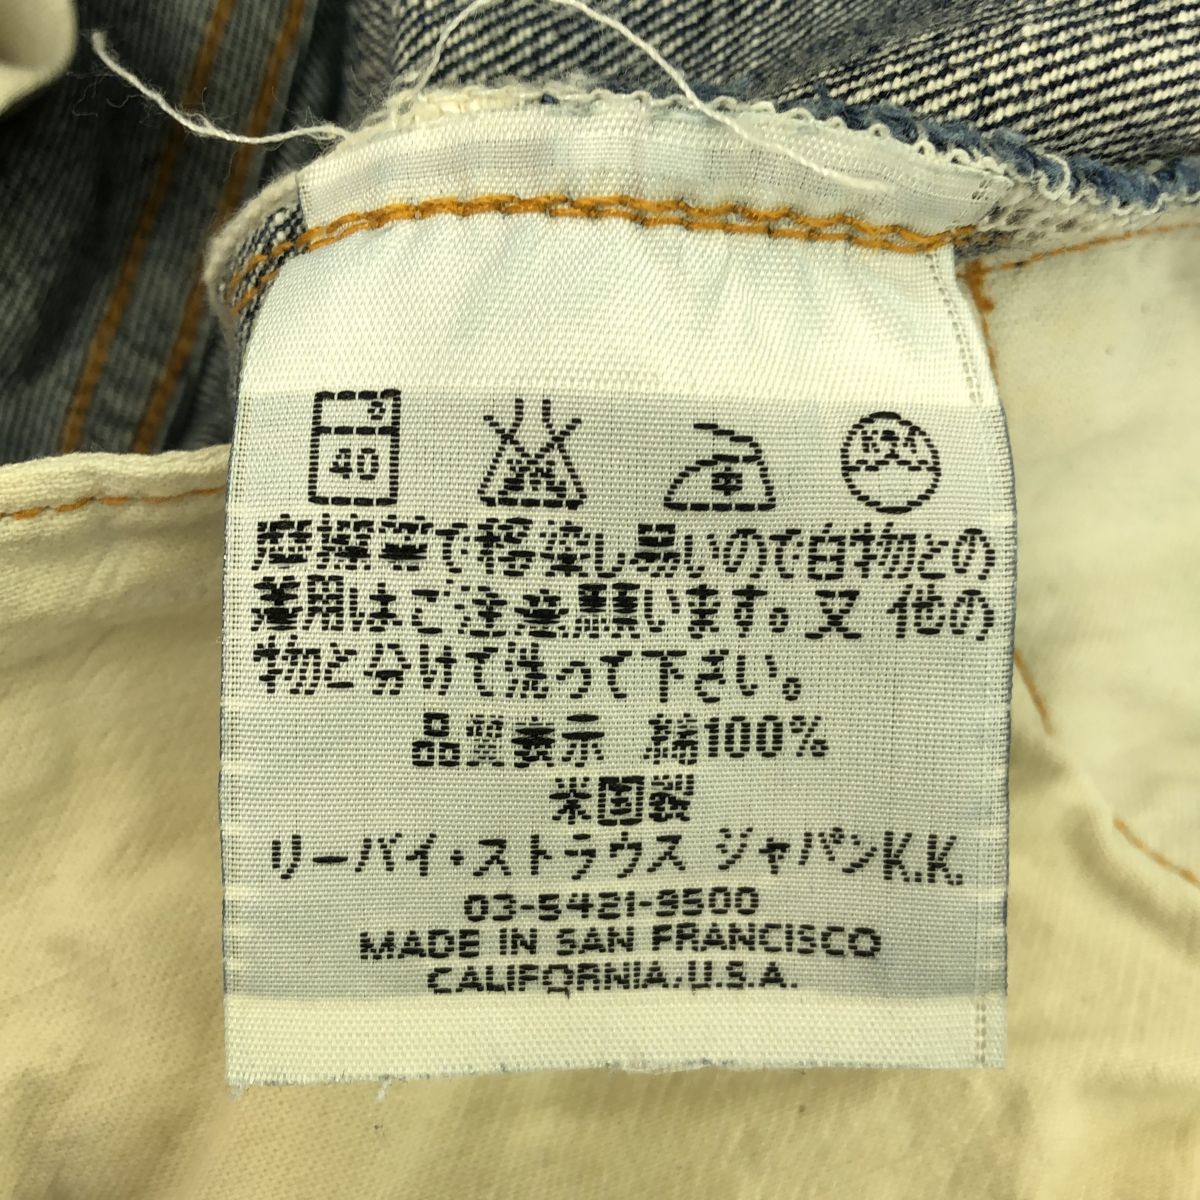 40 中
摩擦等で移染し易いので白物との
着用はご注意願います。又 他の
物と分けて洗って下さい。
品質表示 綿100%
米国製
リーバイ・ストラウス ジャパンK.K.
03-5421-9500
MADE IN SAN FRANCISCO
CALIFORNIA, U.S.A.